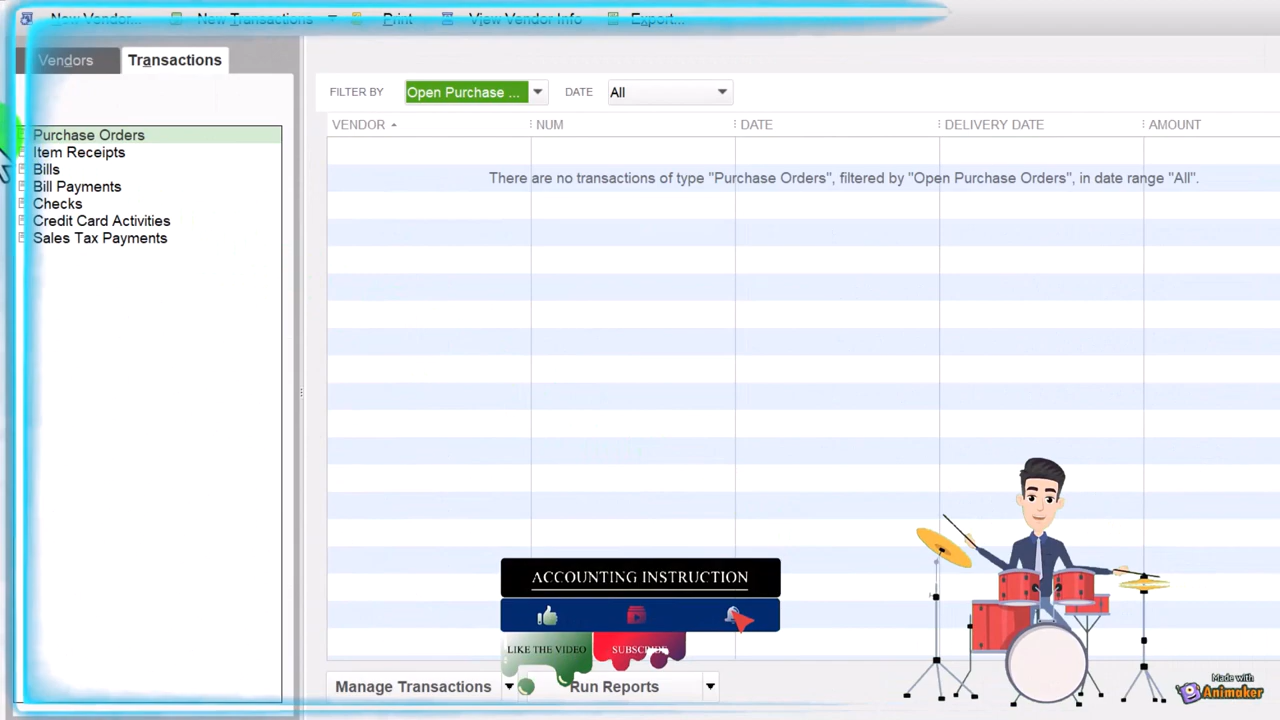 New Vendor... New Transactions Print View Vendor Info Export...
Vendors Transactions
FILTER BY Open Purchase ... DATE All
VENDOR NUM DATE DELIVERY DATE AMOUNT
Purchase Orders
Item Receipts
Bills
Bill Payments
Checks
Credit Card Activities
Sales Tax Payments
There are no transactions of type "Purchase Orders", filtered by "Open Purchase Orders", in date range "All".
ACCOUNTING INSTRUCTION
LIKE THE VIDEO SUBSCRIBE
Manage Transactions Run Reports
Made with
Animaker